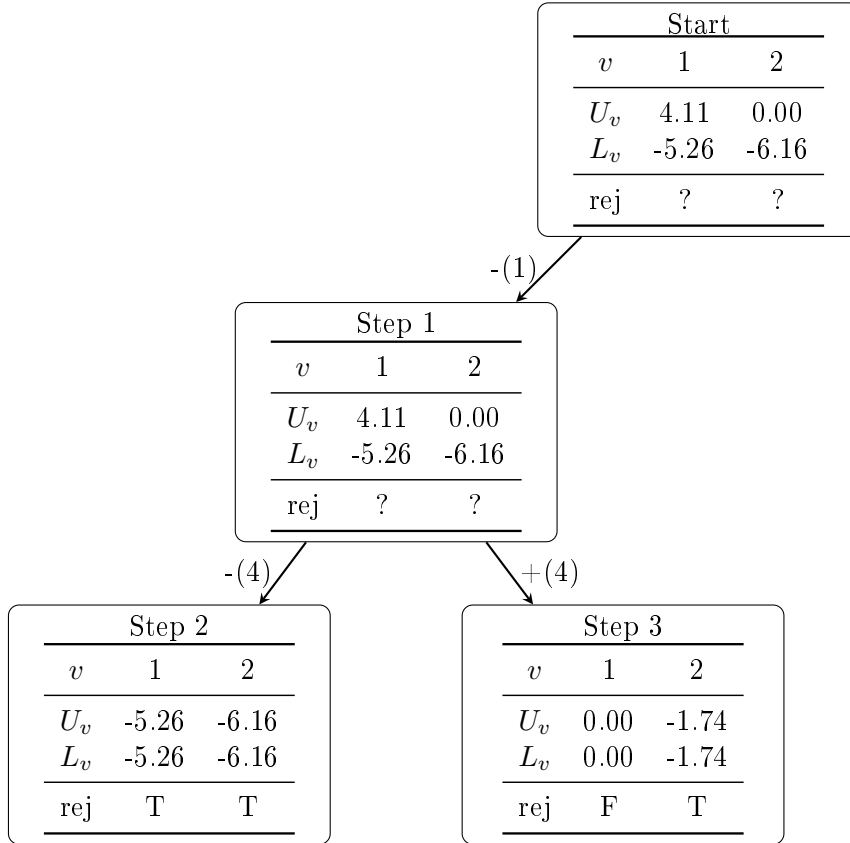 Start
v 1 2
U_v 4.11 0.00
L_v -5.26 -6.16
rej ? ?
-(1)
Step 1
v 1 2
U_v 4.11 0.00
L_v -5.26 -6.16
rej ? ?
-(4)
+(4)
Step 2
v 1 2
U_v -5.26 -6.16
L_v -5.26 -6.16
rej T T
Step 3
v 1 2
U_v 0.00 -1.74
L_v 0.00 -1.74
rej F T